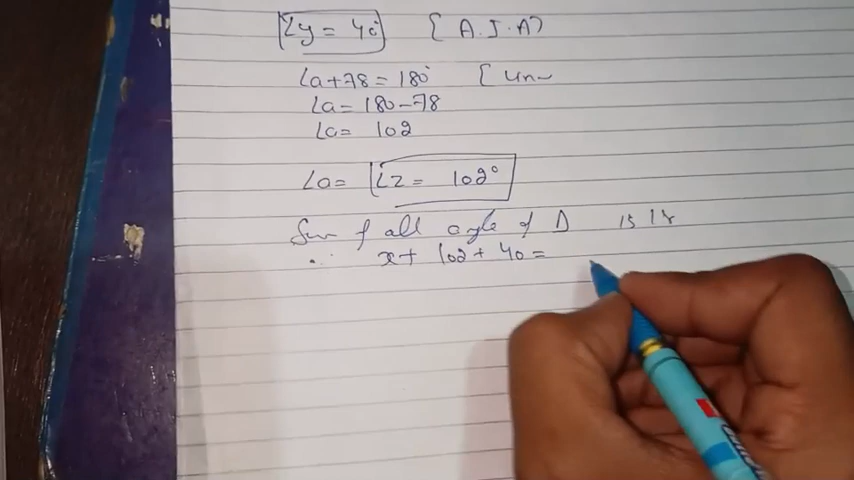 ∠y = 40° [A.I.A]
∠a+78 = 180° [Un
∠a = 180-78
∠a = 102
∠a = ∠z = 102°
Sum of all angle of Δ is 18
∴ x+ 102+ 40 =